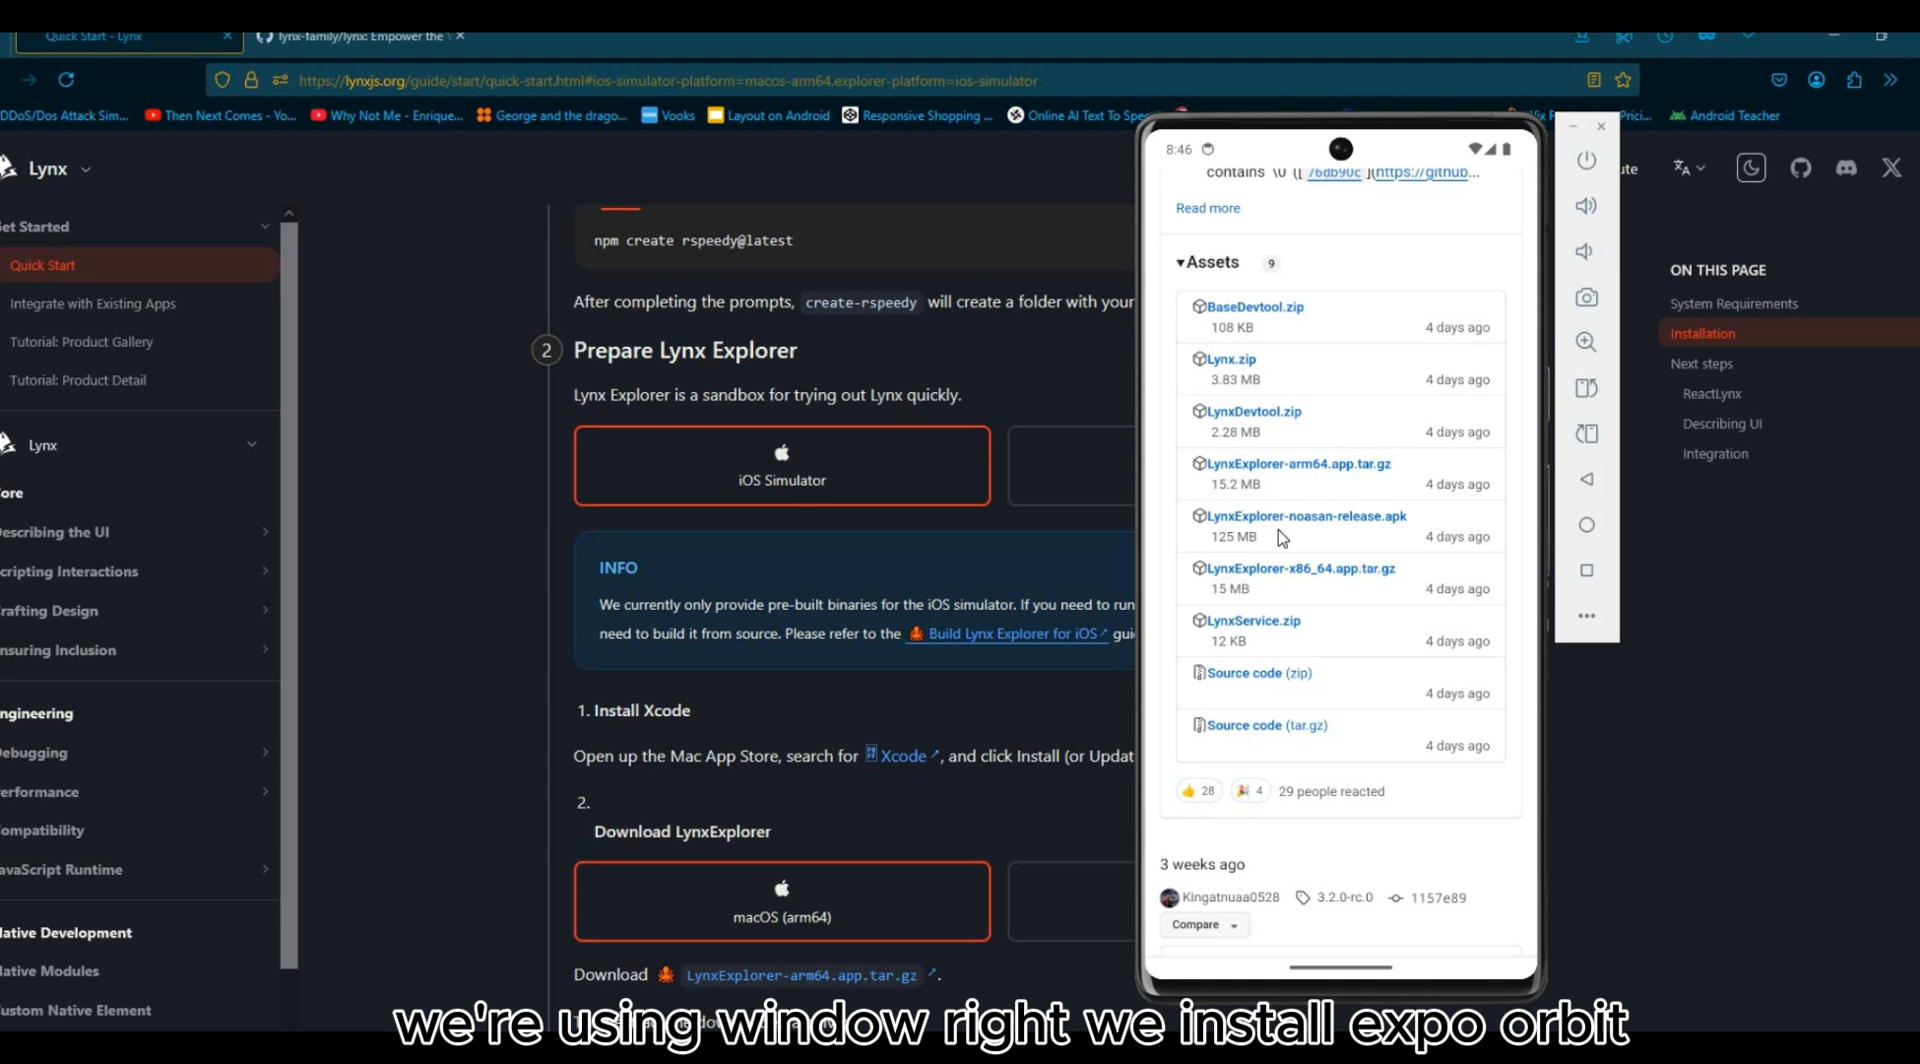 Quick Start - Lynx
lynx-family/lynx: Empower the
https://lynxjs.org/guide/start/quick-start.html#ios-simulator-platform=macos-arm64,explorer-platform=ios-simulator
DDoS/Dos Attack Sim...
Then Next Comes - Yo...
Why Not Me - Enrique...
George and the drago...
Vooks
Layout on Android
Responsive Shopping ...
Online AI Text To Spee
Prici...
Android Teacher
Lynx
et Started
Quick Start
Integrate with Existing Apps
Tutorial: Product Gallery
Tutorial: Product Detail
Lynx
ore
escribing the UI
cripting Interactions
rafting Design
nsuring Inclusion
ngineering
ebugging
erformance
ompatibility
avaScript Runtime
ative Development
ative Modules
ustom Native Element
npm create rspeedy@latest
After completing the prompts, create-rspeedy will create a folder with your
2
Prepare Lynx Explorer
Lynx Explorer is a sandbox for trying out Lynx quickly.
iOS Simulator
INFO
We currently only provide pre-built binaries for the iOS simulator. If you need to run
need to build it from source. Please refer to the Build Lynx Explorer for iOS guid
1. Install Xcode
Open up the Mac App Store, search for Xcode, and click Install (or Updat
2.
Download LynxExplorer
macOS (arm64)
Download LynxExplorer-arm64.app.tar.gz.
8:46
contains \0 ([ 76db90c ](https://github...
Read more
Assets 9
BaseDevtool.zip
108 KB 4 days ago
Lynx.zip
3.83 MB 4 days ago
LynxDevtool.zip
2.28 MB 4 days ago
LynxExplorer-arm64.app.tar.gz
15.2 MB 4 days ago
LynxExplorer-noasan-release.apk
125 MB 4 days ago
LynxExplorer-x86_64.app.tar.gz
15 MB 4 days ago
LynxService.zip
12 KB 4 days ago
Source code (zip)
4 days ago
Source code (tar.gz)
4 days ago
28 4 29 people reacted
3 weeks ago
Kingatnuaa0528 3.2.0-rc.0 1157e89
Compare
ute
ON THIS PAGE
System Requirements
Installation
Next steps
ReactLynx
Describing UI
Integration
we're using window right we install expo orbit